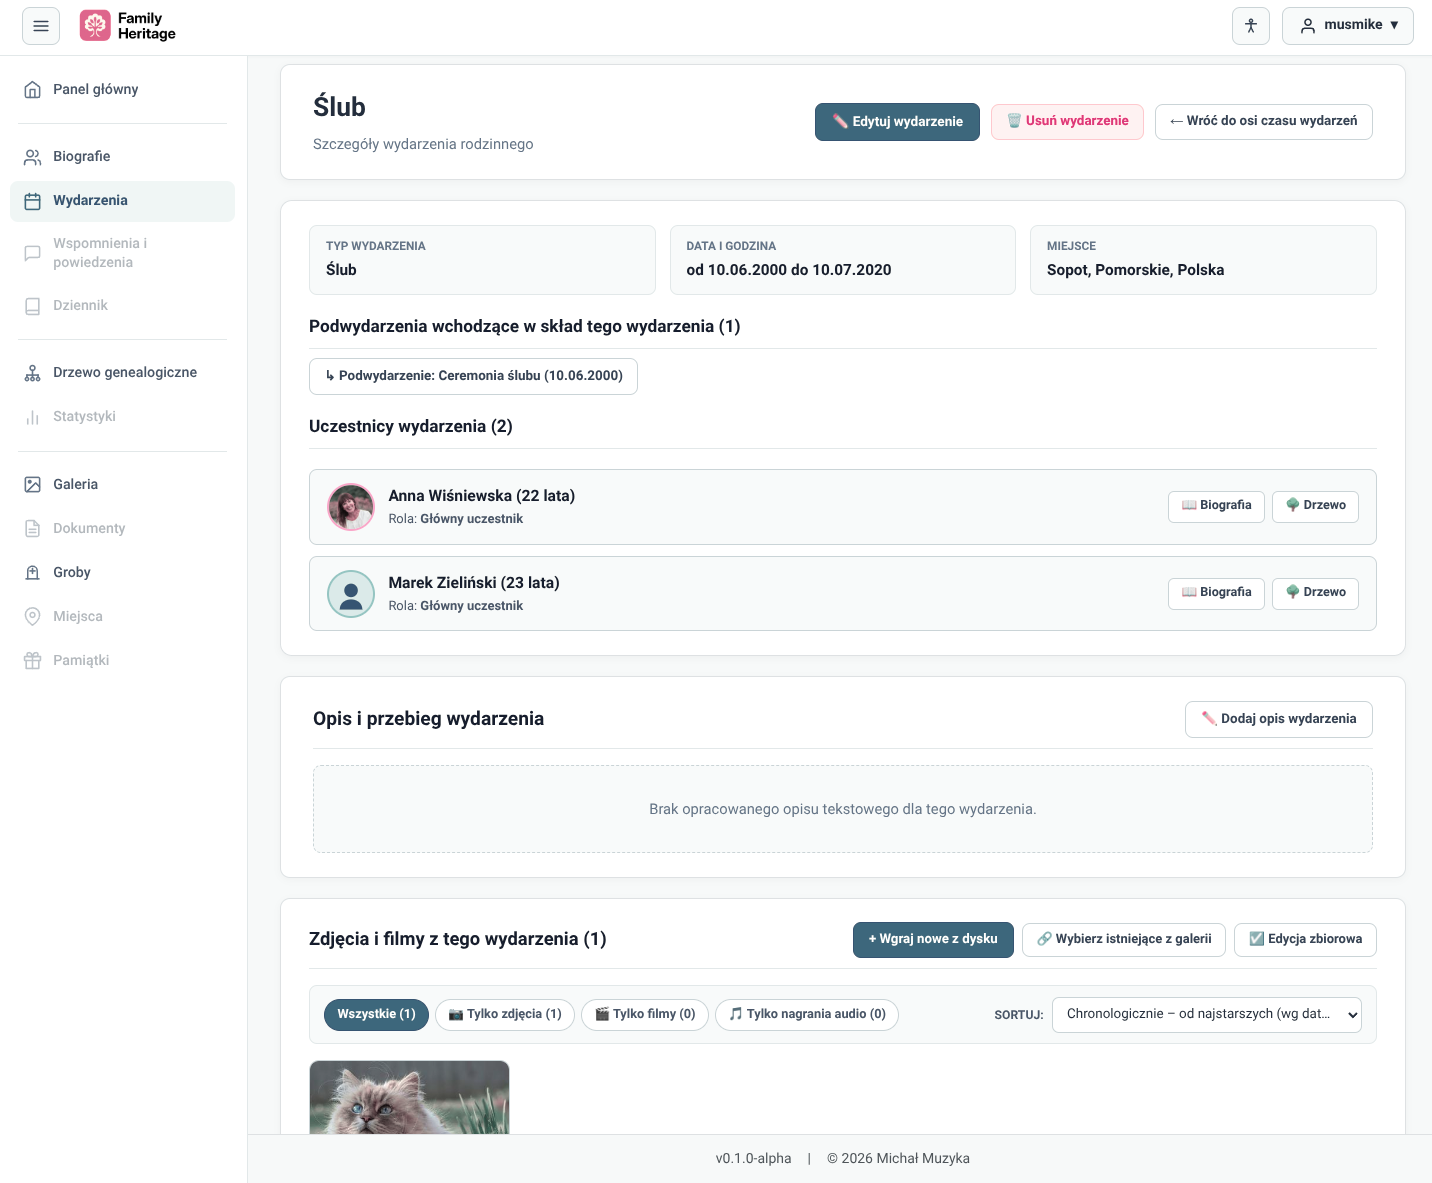 Family
Heritage
musmike ▼
Panel główny
Biografie
Wydarzenia
Wspomnienia i
powiedzenia
Dziennik
Drzewo genealogiczne
Statystyki
Galeria
Dokumenty
Groby
Miejsca
Pamiątki
Ślub
Szczegóły wydarzenia rodzinnego
Edytuj wydarzenie
Usuń wydarzenie
← Wróć do osi czasu wydarzeń
TYP WYDARZENIA
Ślub
DATA I GODZINA
od 10.06.2000 do 10.07.2020
MIEJSCE
Sopot, Pomorskie, Polska
Podwydarzenia wchodzące w skład tego wydarzenia (1)
↳ Podwydarzenie: Ceremonia ślubu (10.06.2000)
Uczestnicy wydarzenia (2)
Anna Wiśniewska (22 lata)
Rola: Główny uczestnik
Biografia
Drzewo
Marek Zieliński (23 lata)
Rola: Główny uczestnik
Biografia
Drzewo
Opis i przebieg wydarzenia
Dodaj opis wydarzenia
Brak opracowanego opisu tekstowego dla tego wydarzenia.
Zdjęcia i filmy z tego wydarzenia (1)
+ Wgraj nowe z dysku
Wybierz istniejące z galerii
Edycja zbiorowa
Wszystkie (1)
Tylko zdjęcia (1)
Tylko filmy (0)
Tylko nagrania audio (0)
SORTUJ:
Chronologicznie – od najstarszych (wg dat...
v0.1.0-alpha | © 2026 Michał Muzyka